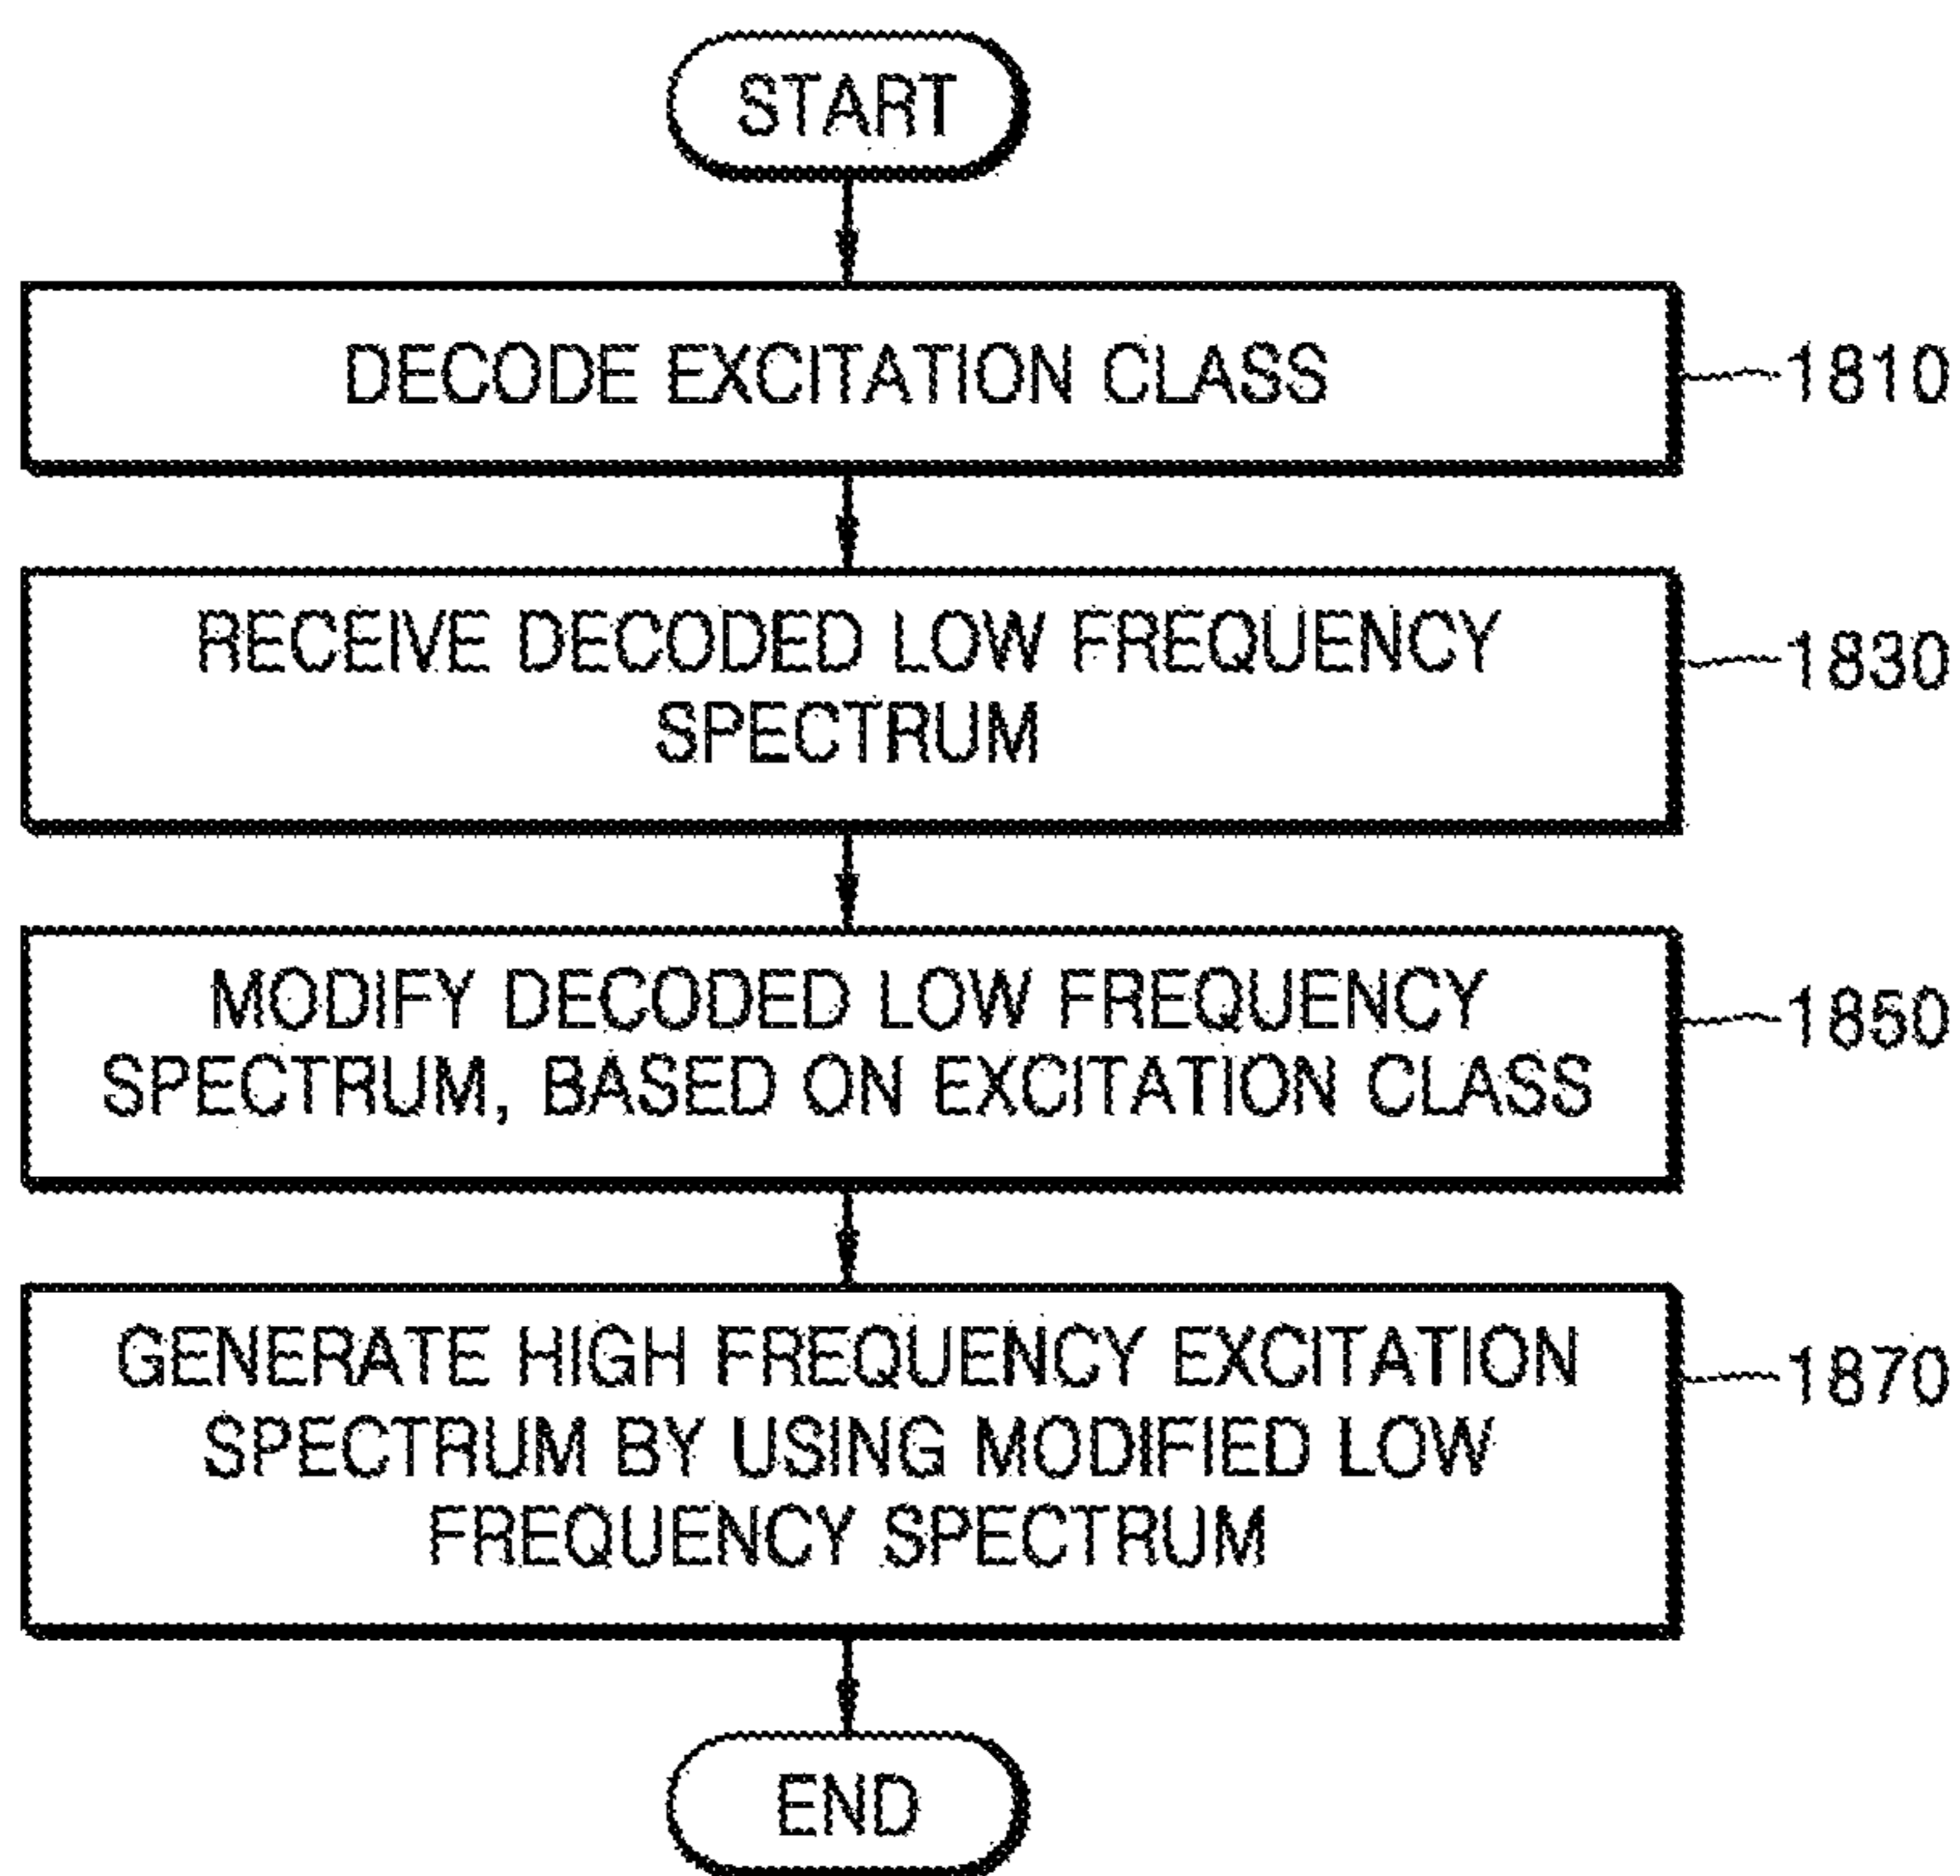 START
DECODE EXCITATION CLASS
1810
RECEIVE DECODED LOW FREQUENCY
SPECTRUM
1830
MODIFY DECODED LOW FREQUENCY
SPECTRUM, BASED ON EXCITATION CLASS
1850
GENERATE HIGH FREQUENCY EXCITATION
SPECTRUM BY USING MODIFIED LOW
FREQUENCY SPECTRUM
1870
END